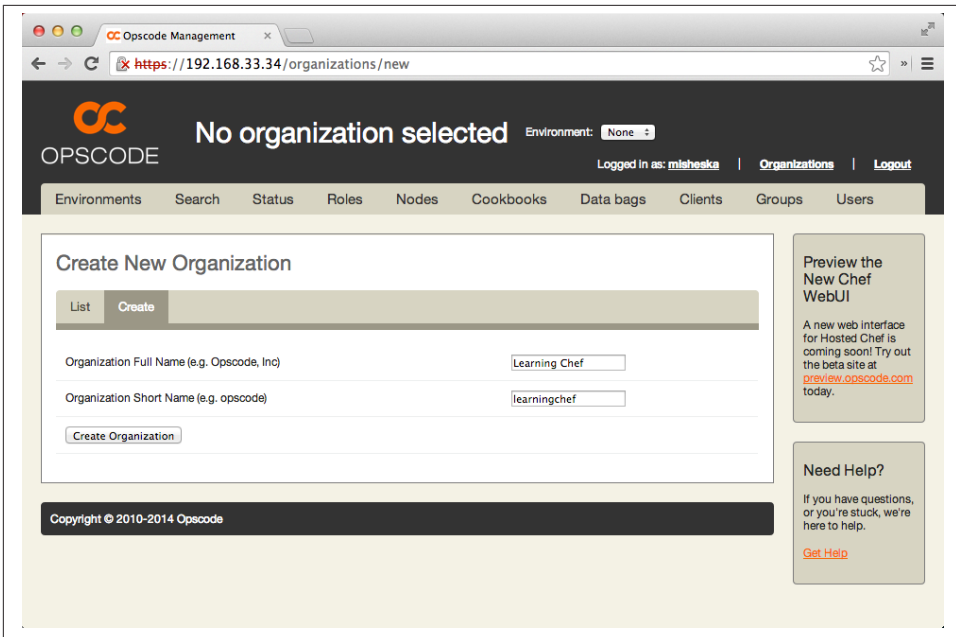 Opscode Management
https://192.168.33.34/organizations/new
OPSCODE
No organization selected
Environment: None
Logged in as: misheska | Organizations | Logout
Environments Search Status Roles Nodes Cookbooks Data bags Clients Groups Users
Create New Organization
List Create
Organization Full Name (e.g. Opscode, Inc) Learning Chef
Organization Short Name (e.g. opscode) learningchef
Create Organization
Copyright © 2010-2014 Opscode
Preview the
New Chef
WebUI
A new web interface
for Hosted Chef is
coming soon! Try out
the beta site at
preview.opscode.com
today.
Need Help?
If you have questions,
or you're stuck, we're
here to help.
Get Help